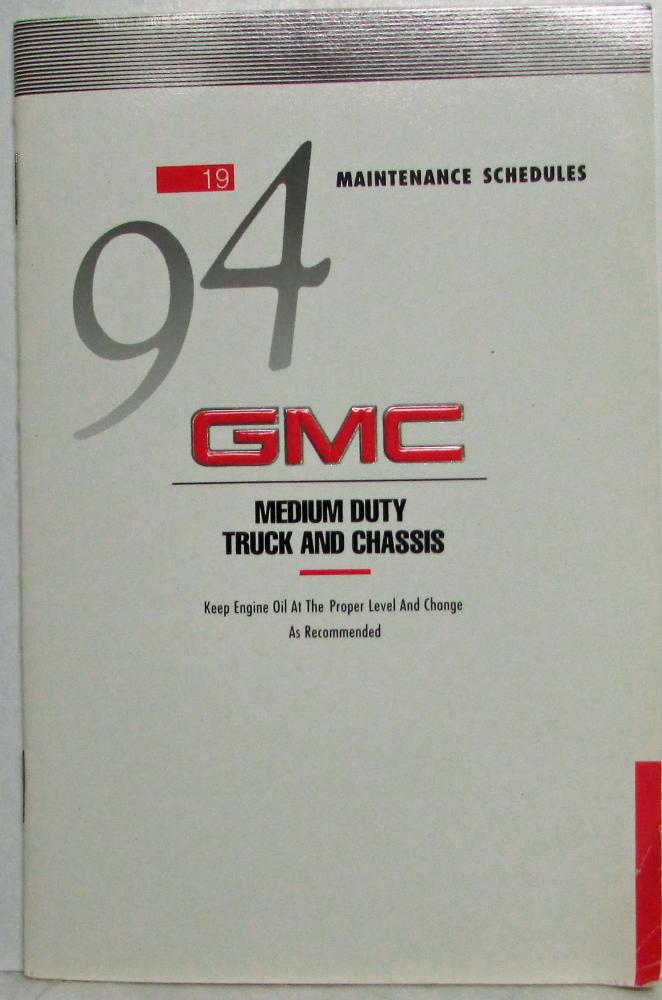 19 MAINTENANCE SCHEDULES
94
GMC
MEDIUM DUTY
TRUCK AND CHASSIS
Keep Engine Oil At The Proper Level And Change
As Recommended